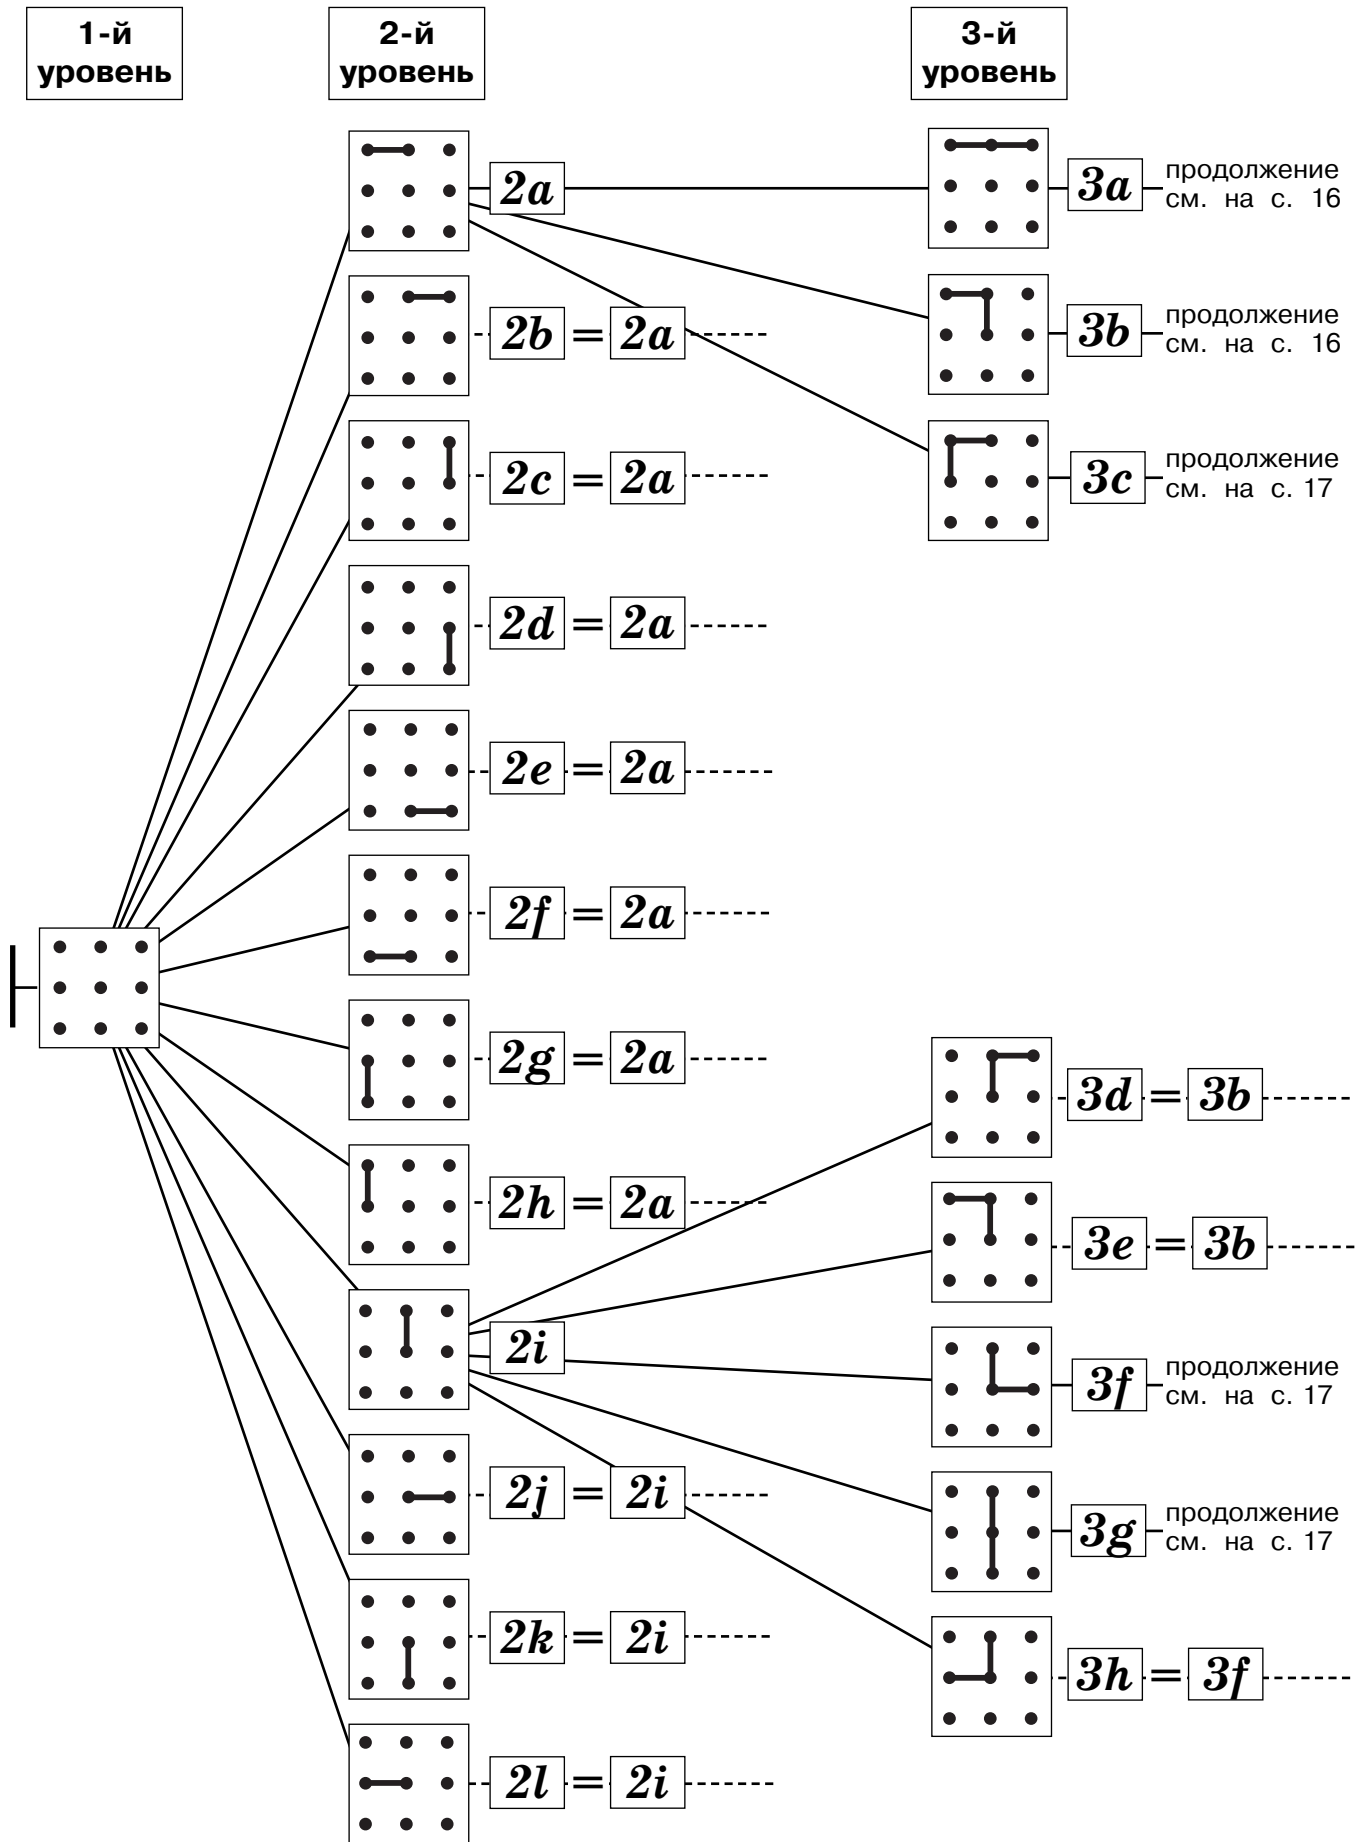 1-й
уровень
2-й
уровень
3-й
уровень
2a
3a
продолжение
см. на с. 16
2b = 2a
3b
продолжение
см. на с. 16
2c = 2a
3c
продолжение
см. на с. 17
2d = 2a
2e = 2a
2f = 2a
2g = 2a
3d = 3b
2h = 2a
3e = 3b
2i
3f
продолжение
см. на с. 17
2j = 2i
3g
продолжение
см. на с. 17
2k = 2i
3h = 3f
2l = 2i